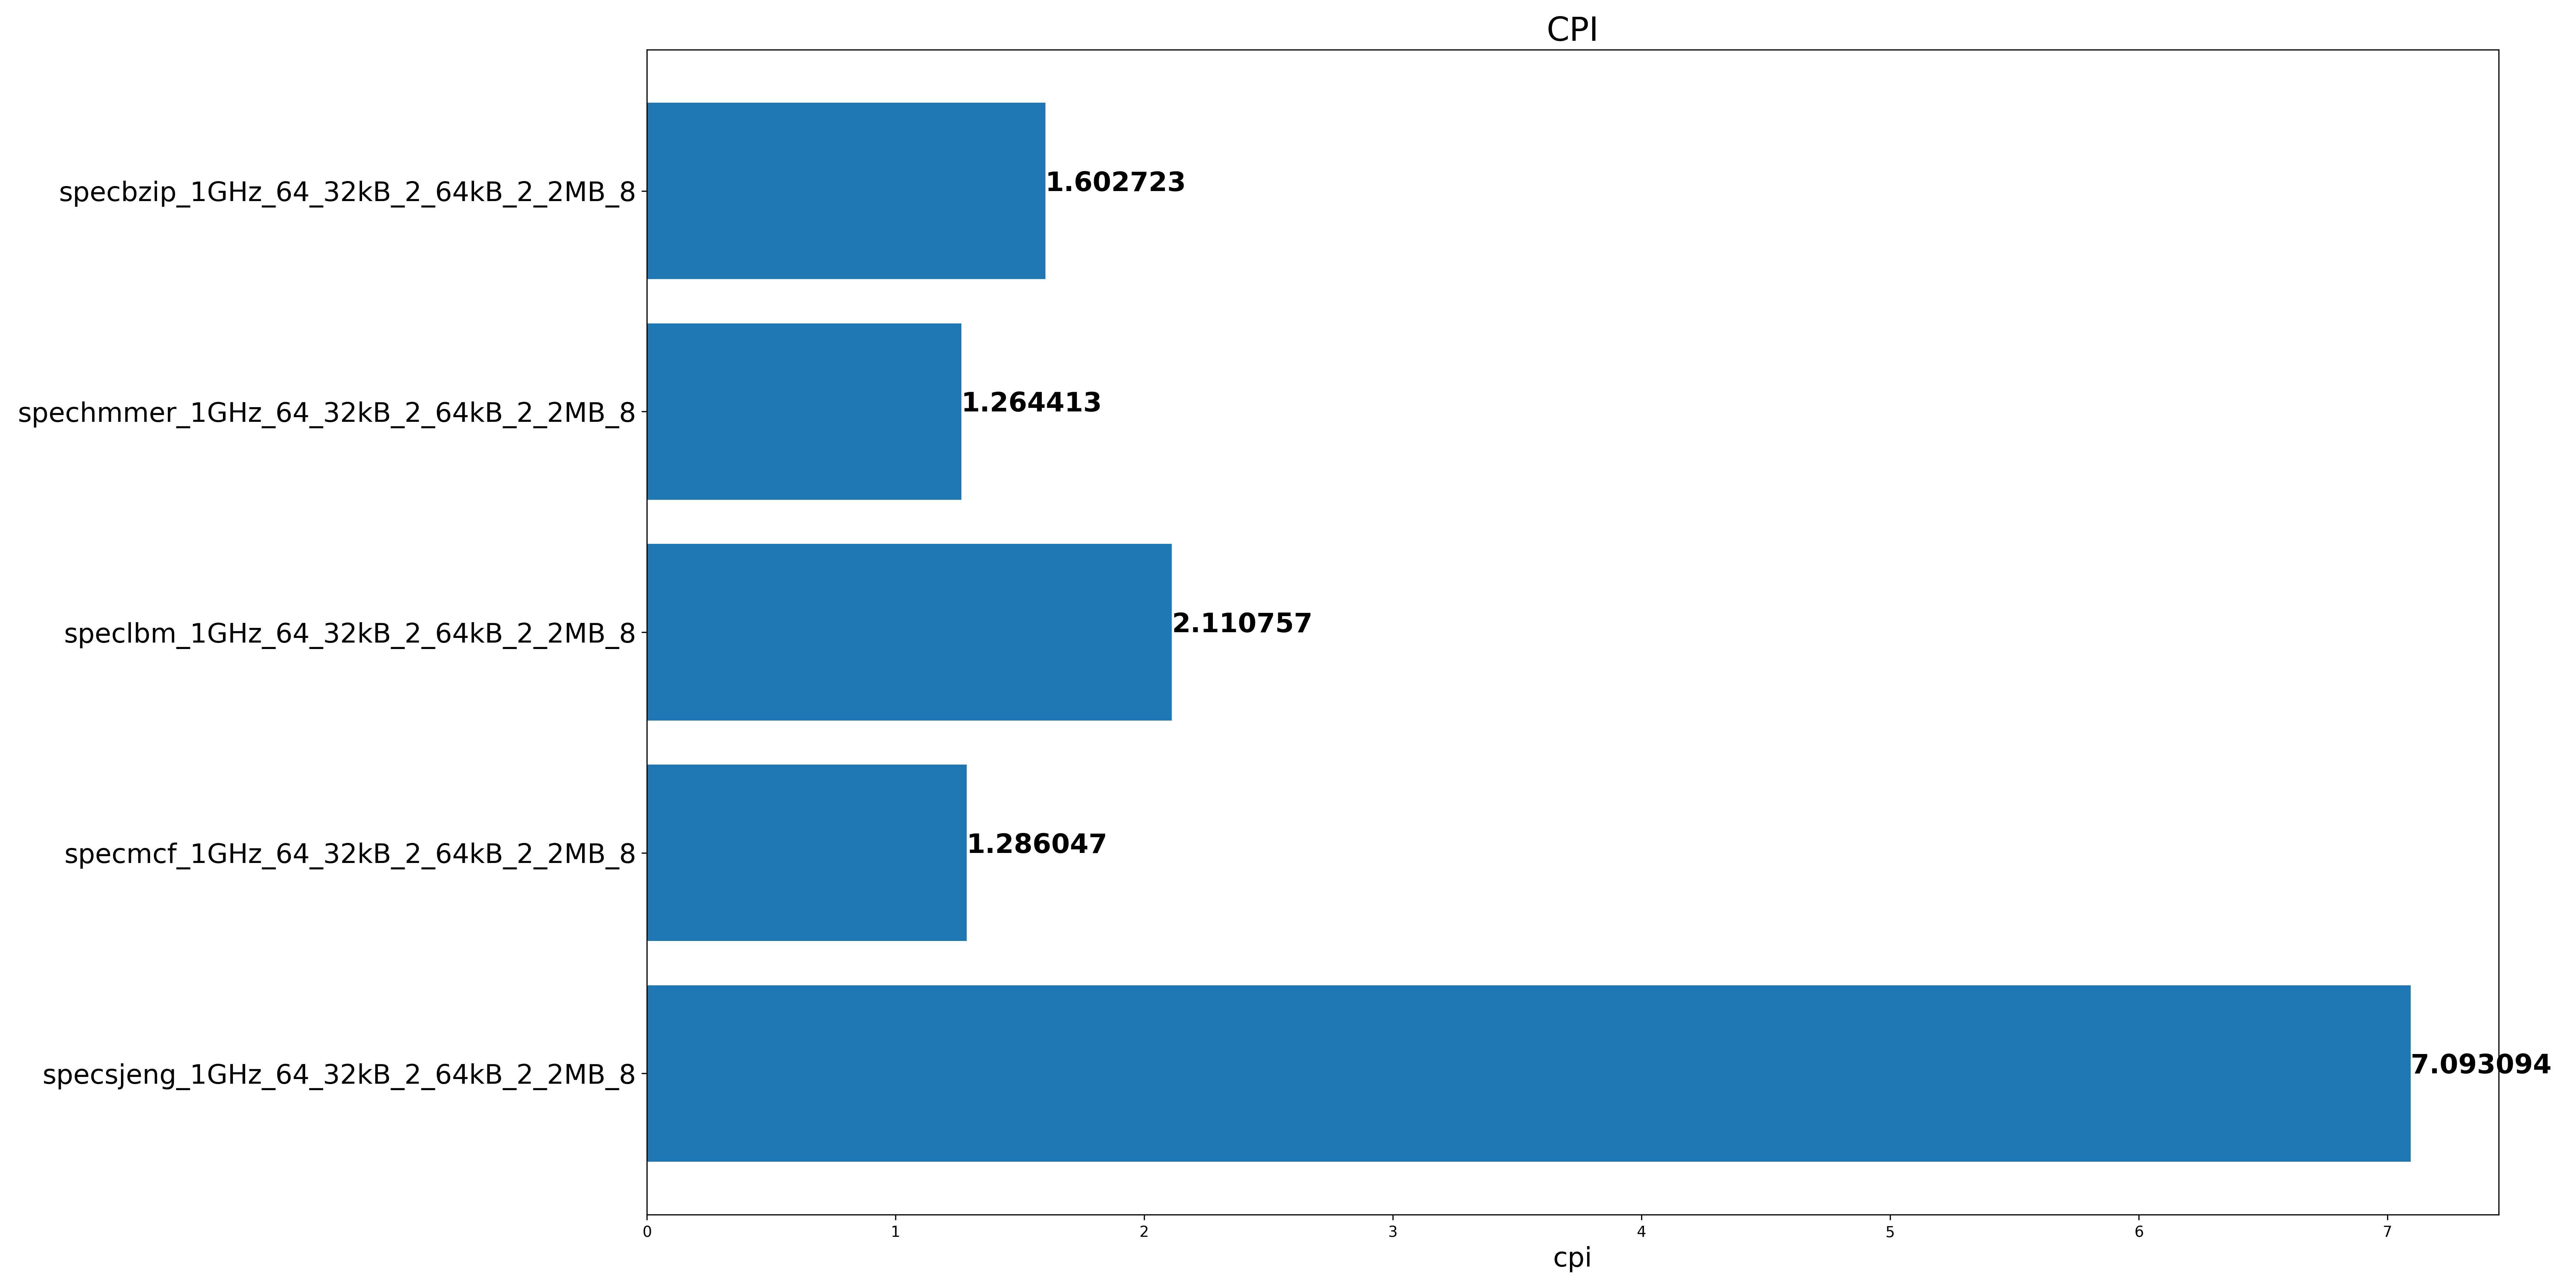 CPI
specbzip_1GHz_64_32kB_2_64kB_2_2MB_8
1.602723
spechmmer_1GHz_64_32kB_2_64kB_2_2MB_8
1.264413
speclbm_1GHz_64_32kB_2_64kB_2_2MB_8
2.110757
specmcf_1GHz_64_32kB_2_64kB_2_2MB_8
1.286047
specsjeng_1GHz_64_32kB_2_64kB_2_2MB_8
7.093094
0 1 2 3 4 5 6 7
cpi